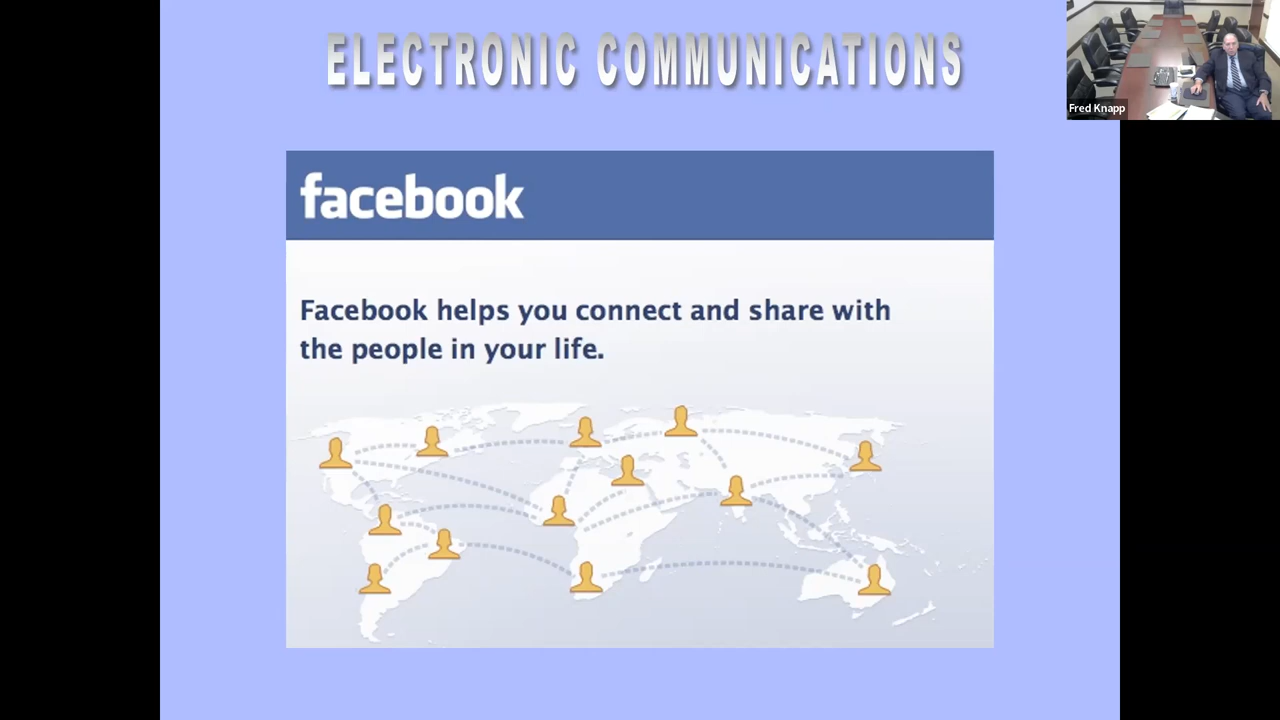 ELECTRONIC COMMUNICATIONS
Fred Knapp
facebook
Facebook helps you connect and share with
the people in your life.